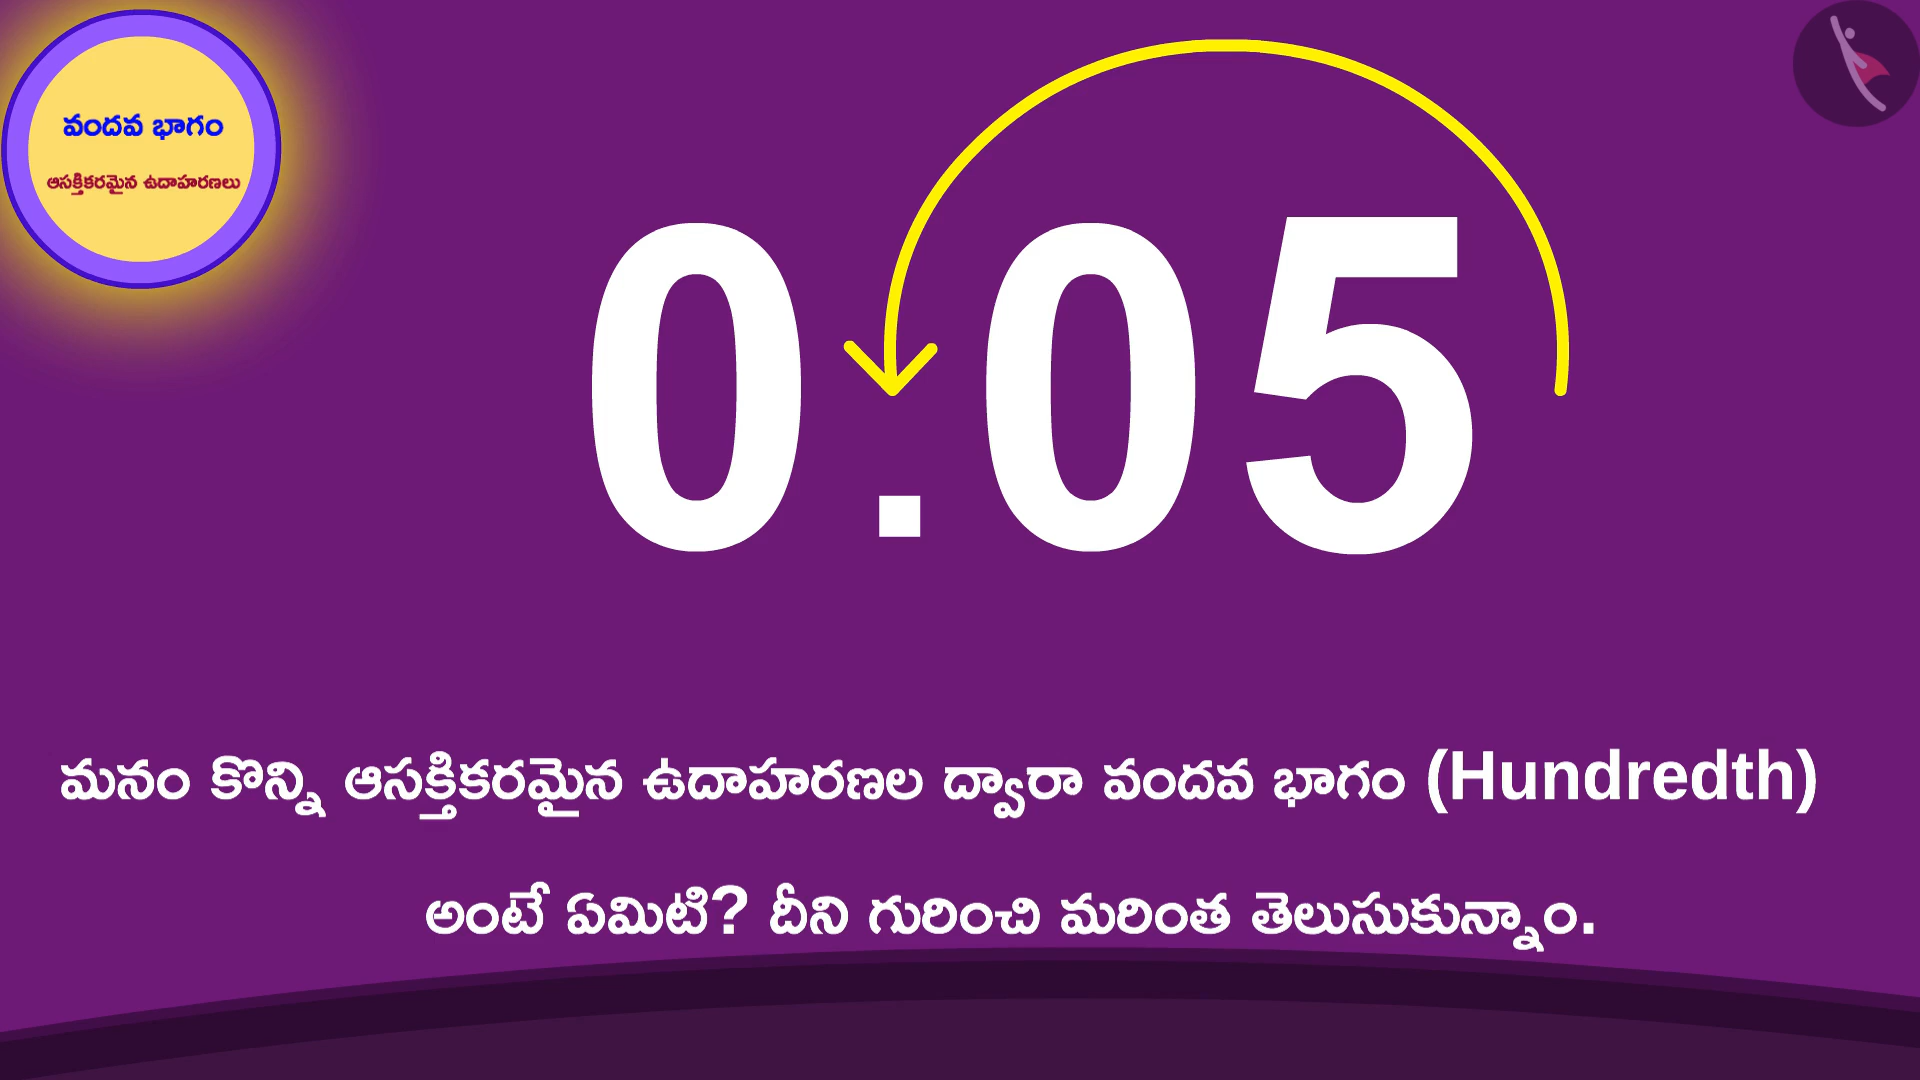 వందవ భాగం
ఆసక్తికరమైన ఉదాహరణలు
0.05
మనం కొన్ని ఆసక్తికరమైన ఉదాహరణల ద్వారా వందవ భాగం (Hundredth)
అంటే ఏమిటి? దీని గురించి మరింత తెలుసుకున్నాం.